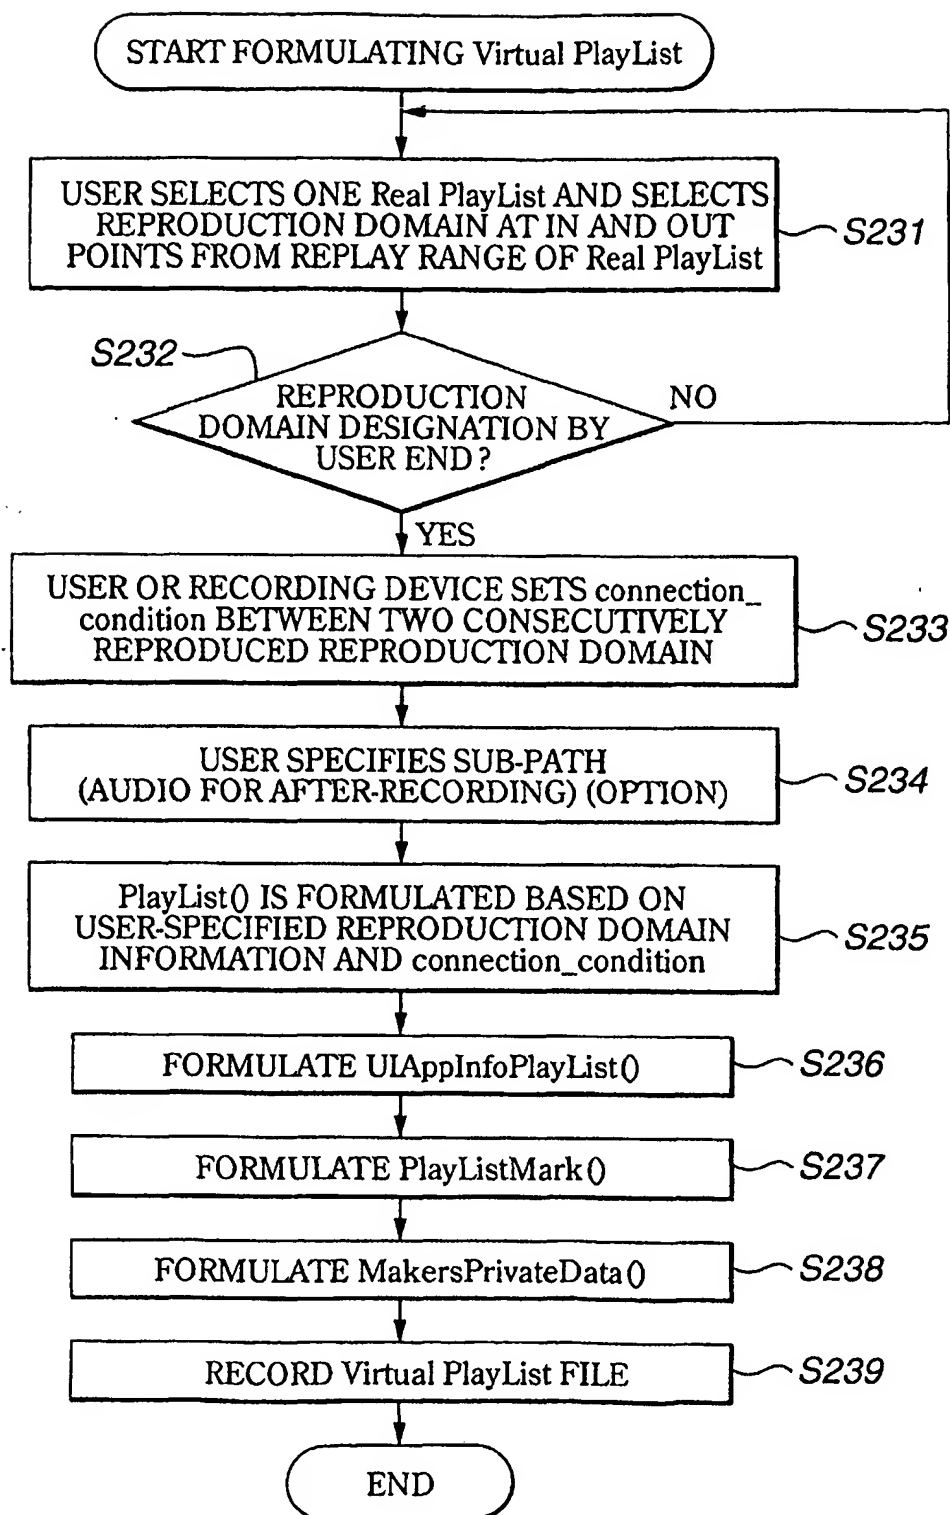 START FORMULATING Virtual PlayList
USER SELECTS ONE Real PlayList AND SELECTS
REPRODUCTION DOMAIN AT IN AND OUT
POINTS FROM REPLAY RANGE OF Real PlayList
S231
S232
REPRODUCTION
DOMAIN DESIGNATION BY
USER END?
NO
YES
USER OR RECORDING DEVICE SETS connection_
condition BETWEEN TWO CONSECUTIVELY
REPRODUCED REPRODUCTION DOMAIN
S233
USER SPECIFIES SUB-PATH
(AUDIO FOR AFTER-RECORDING) (OPTION)
S234
PlayList() IS FORMULATED BASED ON
USER-SPECIFIED REPRODUCTION DOMAIN
INFORMATION AND connection_condition
S235
FORMULATE UIAppInfoPlayList()
S236
FORMULATE PlayListMark()
S237
FORMULATE MakersPrivateData()
S238
RECORD Virtual PlayList FILE
S239
END